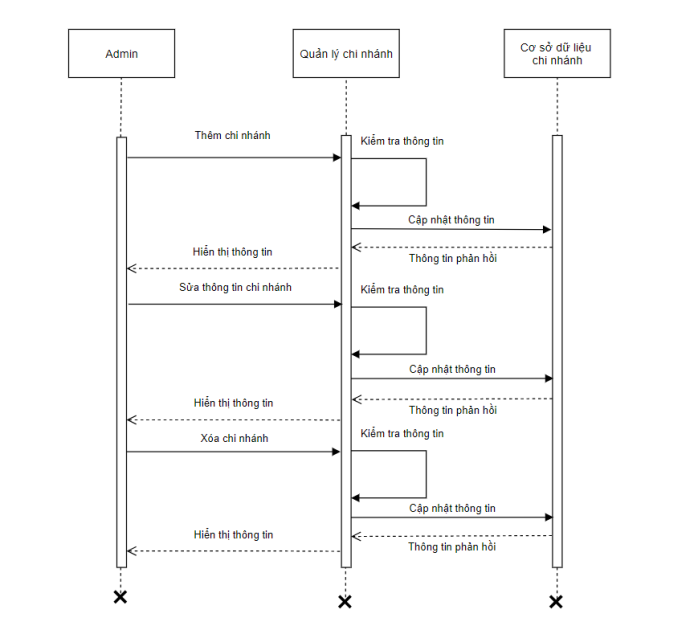 Admin
Quản lý chi nhánh
Cơ sở dữ liệu
chi nhánh
Thêm chi nhánh
Kiểm tra thông tin
Cập nhật thông tin
Hiển thị thông tin
Thông tin phản hồi
Sửa thông tin chi nhánh
Kiểm tra thông tin
Cập nhật thông tin
Hiển thị thông tin
Thông tin phản hồi
Xóa chi nhánh
Kiểm tra thông tin
Cập nhật thông tin
Hiển thị thông tin
Thông tin phản hồi